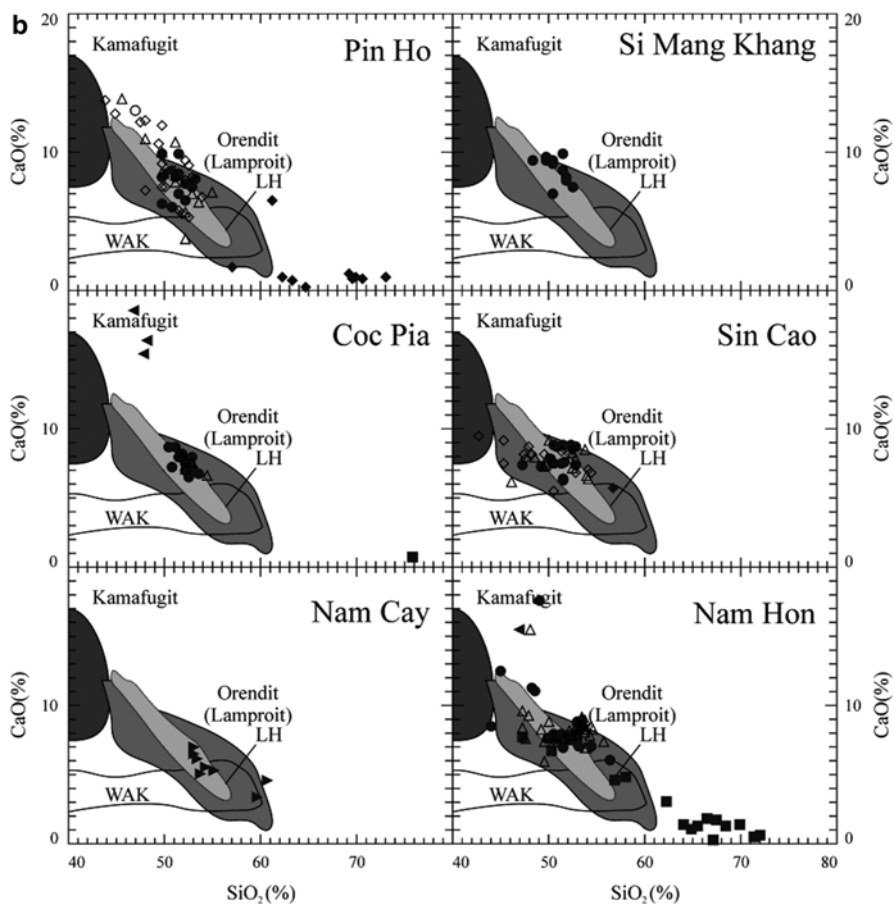 b
20
Kamafugit
Pin Ho
Orendit
(Lamproit)
LH
CaO(%)
10
WAK
0
Kamafugit
Si Mang Khang
20
Orendit
(Lamproit)
LH
CaO(%)
10
WAK
0
Kamafugit
Coc Pia
Orendit
(Lamproit)
LH
CaO(%)
10
WAK
0
Kamafugit
Sin Cao
Orendit
(Lamproit)
LH
CaO(%)
10
WAK
0
Kamafugit
Nam Cay
Orendit
(Lamproit)
LH
CaO(%)
10
WAK
0
40
50
60
70
SiO₂(%)
Kamafugit
Nam Hon
Orendit
(Lamproit)
LH
CaO(%)
10
WAK
0
40
50
60
70
80
SiO₂(%)